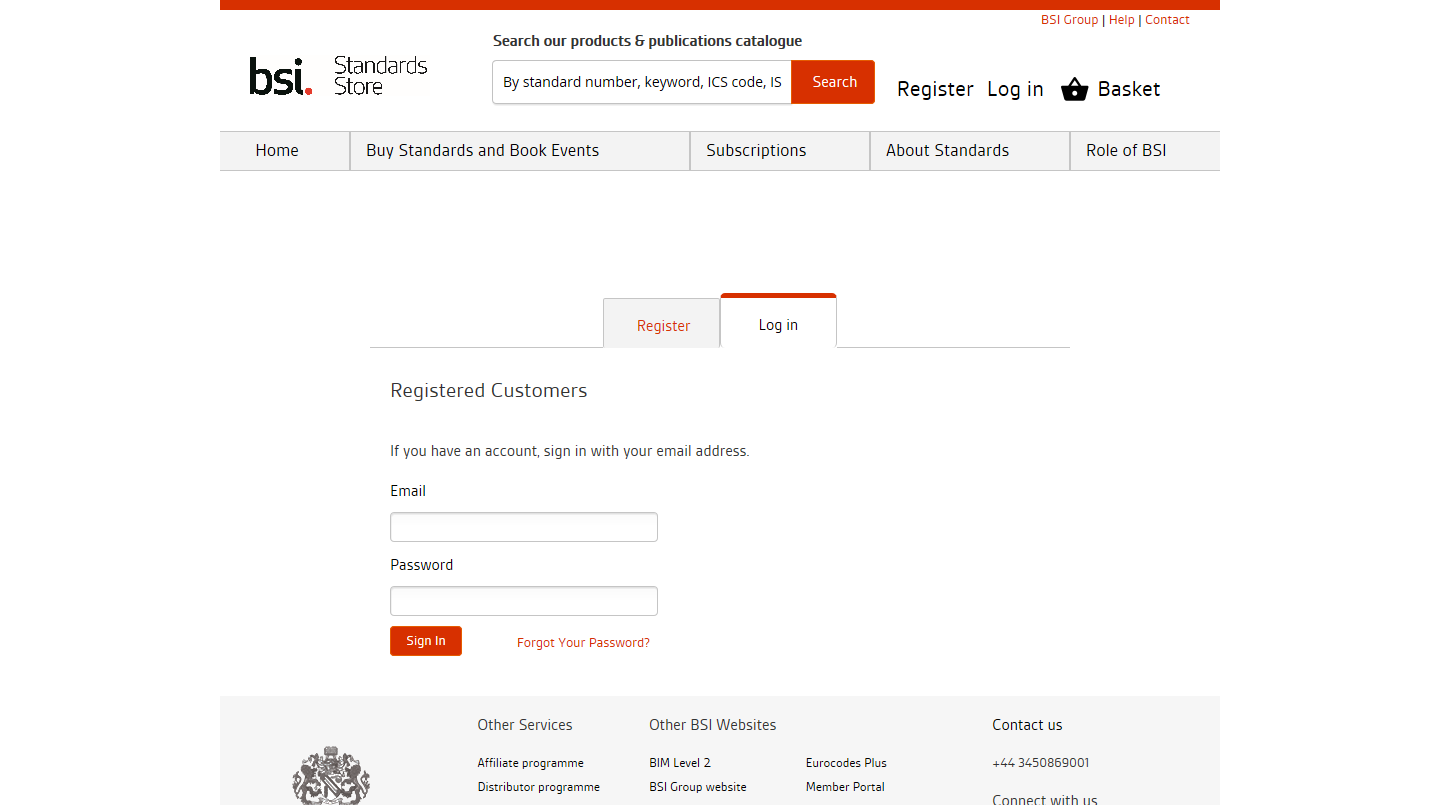 BSI Group | Help | Contact
Search our products & publications catalogue
bsi. Standards Store
By standard number, keyword, ICS code, IS
Search
Register Log in Basket
Home Buy Standards and Book Events Subscriptions About Standards Role of BSI
Register Log in
Registered Customers
If you have an account, sign in with your email address.
Email
Password
Sign In Forgot Your Password?
Other Services Other BSI Websites Contact us
Affiliate programme BIM Level 2 Eurocodes Plus +44 3450869001
Distributor programme BSI Group website Member Portal
Connect with us